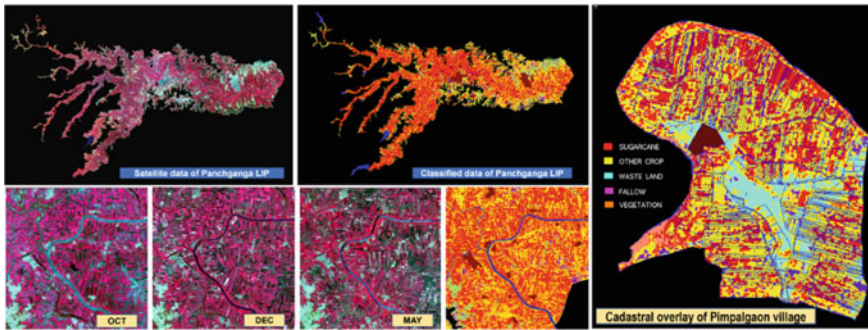 Satellite data of Panchganga LIP
Classified data of Panchganga LIP
SUGARCANE
OTHER CROP
WASTE LAND
FALLOW
VEGETATION
OCT
DEC
MAY
Cadastral overlay of Pimpalgaon village